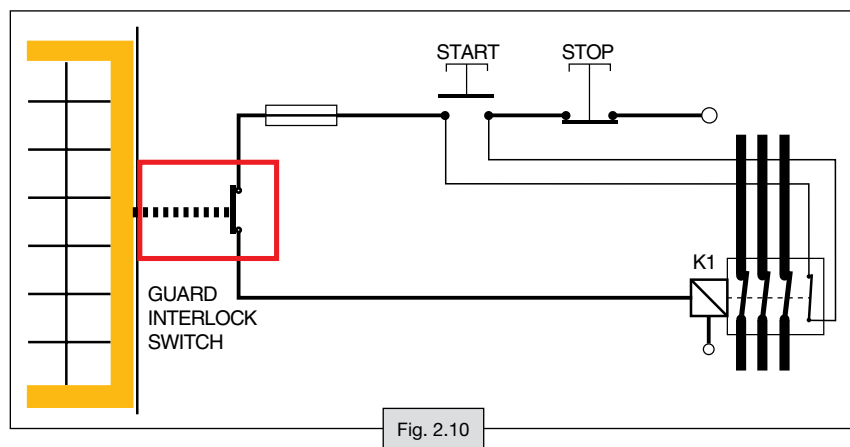 START
STOP
K1
GUARD
INTERLOCK
SWITCH
Fig. 2.10